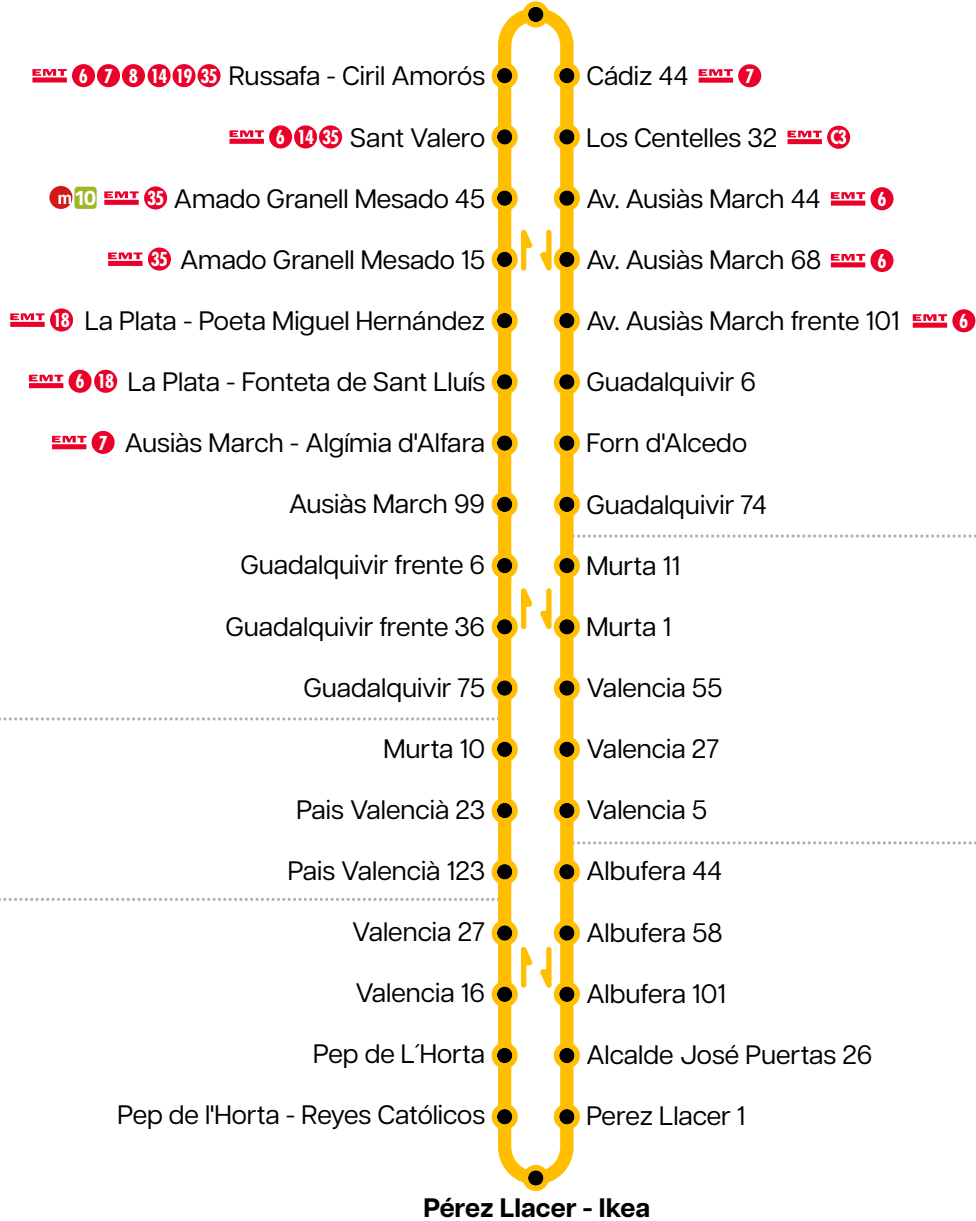 EMT 6 7 8 14 19 35 Russafa - Ciril Amorós
Cádiz 44 EMT 7
EMT 6 14 35 Sant Valero
Los Centelles 32 EMT C3
m 10 EMT 35 Amado Granell Mesado 45
Av. Ausiàs March 44 EMT 6
EMT 35 Amado Granell Mesado 15
Av. Ausiàs March 68 EMT 6
EMT 18 La Plata - Poeta Miguel Hernández
Av. Ausiàs March frente 101 EMT 6
EMT 6 18 La Plata - Fonteta de Sant Lluís
Guadalquivir 6
EMT 7 Ausiàs March - Algímia d'Alfara
Forn d'Alcedo
Ausiàs March 99
Guadalquivir 74
Guadalquivir frente 6
Murta 11
Guadalquivir frente 36
Murta 1
Guadalquivir 75
Valencia 55
Murta 10
Valencia 27
Pais Valencià 23
Valencia 5
Pais Valencià 123
Albufera 44
Valencia 27
Albufera 58
Valencia 16
Albufera 101
Pep de L´Horta
Alcalde José Puertas 26
Pep de l'Horta - Reyes Católicos
Perez Llacer 1
Pérez Llacer - Ikea